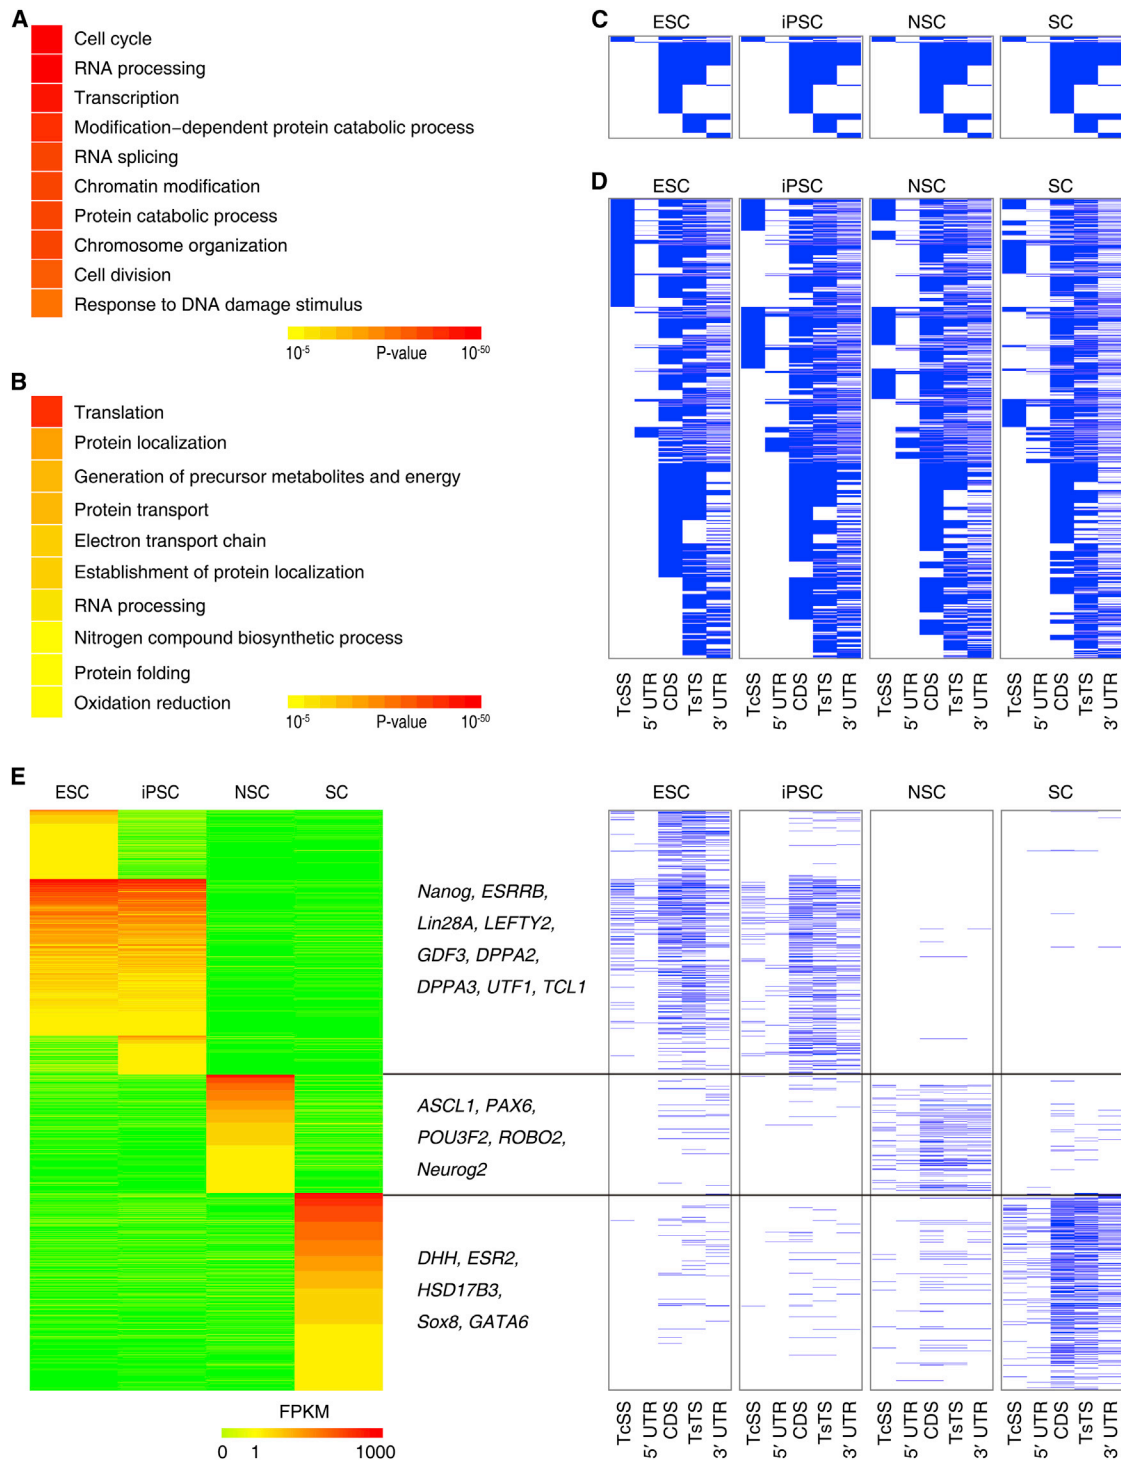 A
Cell cycle
RNA processing
Transcription
Modification−dependent protein catabolic process
RNA splicing
Chromatin modification
Protein catabolic process
Chromosome organization
Cell division
Response to DNA damage stimulus
10-5 P-value 10-50
B
Translation
Protein localization
Generation of precursor metabolites and energy
Protein transport
Electron transport chain
Establishment of protein localization
RNA processing
Nitrogen compound biosynthetic process
Protein folding
Oxidation reduction
10-5 P-value 10-50
C
ESC iPSC NSC SC
D
ESC iPSC NSC SC
TcSS 5′ UTR CDS TsTS 3′ UTR TcSS 5′ UTR CDS TsTS 3′ UTR TcSS 5′ UTR CDS TsTS 3′ UTR TcSS 5′ UTR CDS TsTS 3′ UTR
E
ESC iPSC NSC SC
Nanog, ESRRB,
Lin28A, LEFTY2,
GDF3, DPPA2,
DPPA3, UTF1, TCL1
ASCL1, PAX6,
POU3F2, ROBO2,
Neurog2
DHH, ESR2,
HSD17B3,
Sox8, GATA6
FPKM
0 1 1000
ESC iPSC NSC SC
TcSS 5′ UTR CDS TsTS 3′ UTR TcSS 5′ UTR CDS TsTS 3′ UTR TcSS 5′ UTR CDS TsTS 3′ UTR TcSS 5′ UTR CDS TsTS 3′ UTR